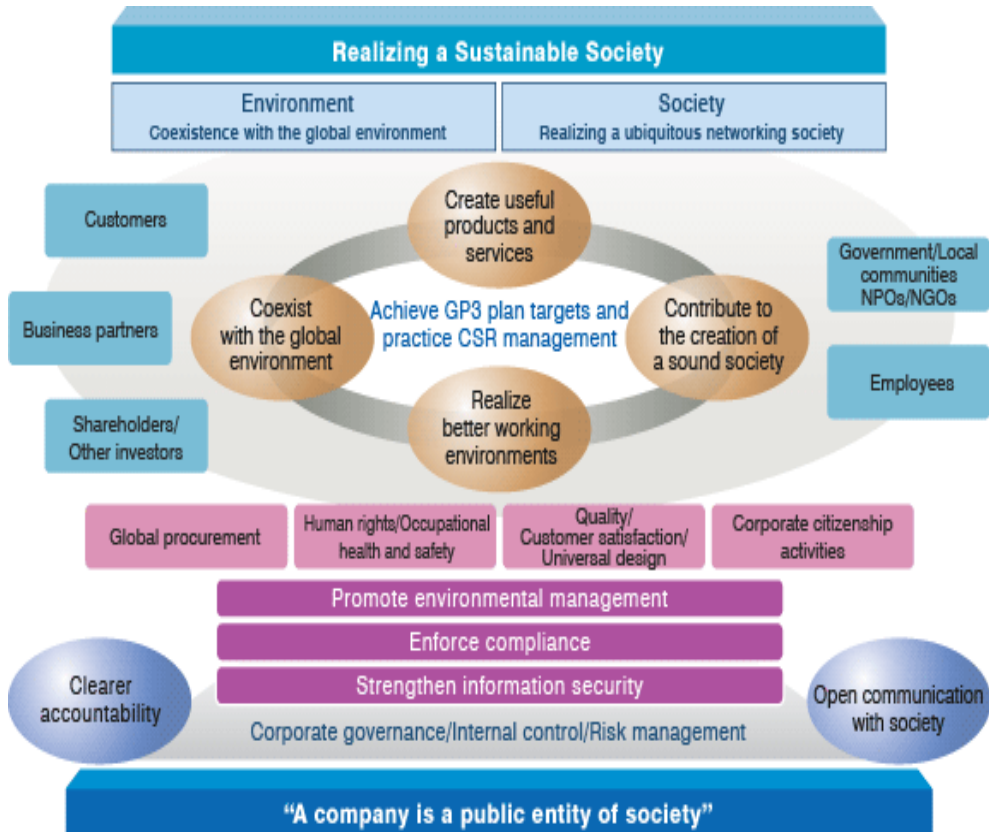 Realizing a Sustainable Society
Environment
Coexistence with the global environment
Society
Realizing a ubiquitous networking society
Customers
Business partners
Shareholders/
Other investors
Create useful
products and
services
Coexist
with the global
environment
Achieve GP3 plan targets and
practice CSR management
Contribute to
the creation of
a sound society
Realize
better working
environments
Government/Local
communities
NPOs/NGOs
Employees
Global procurement
Human rights/Occupational
health and safety
Quality/
Customer satisfaction/
Universal design
Corporate citizenship
activities
Promote environmental management
Enforce compliance
Strengthen information security
Clearer
accountability
Corporate governance/Internal control/Risk management
Open communication
with society
“A company is a public entity of society”